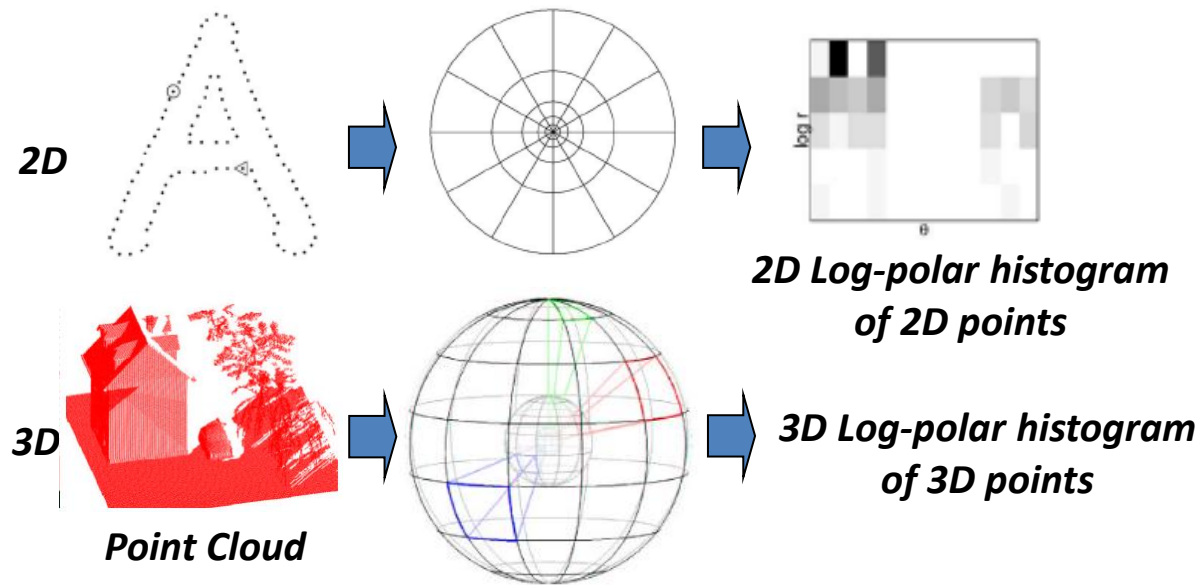 2D
log r
θ
2D Log-polar histogram
of 2D points
3D
Point Cloud
3D Log-polar histogram
of 3D points